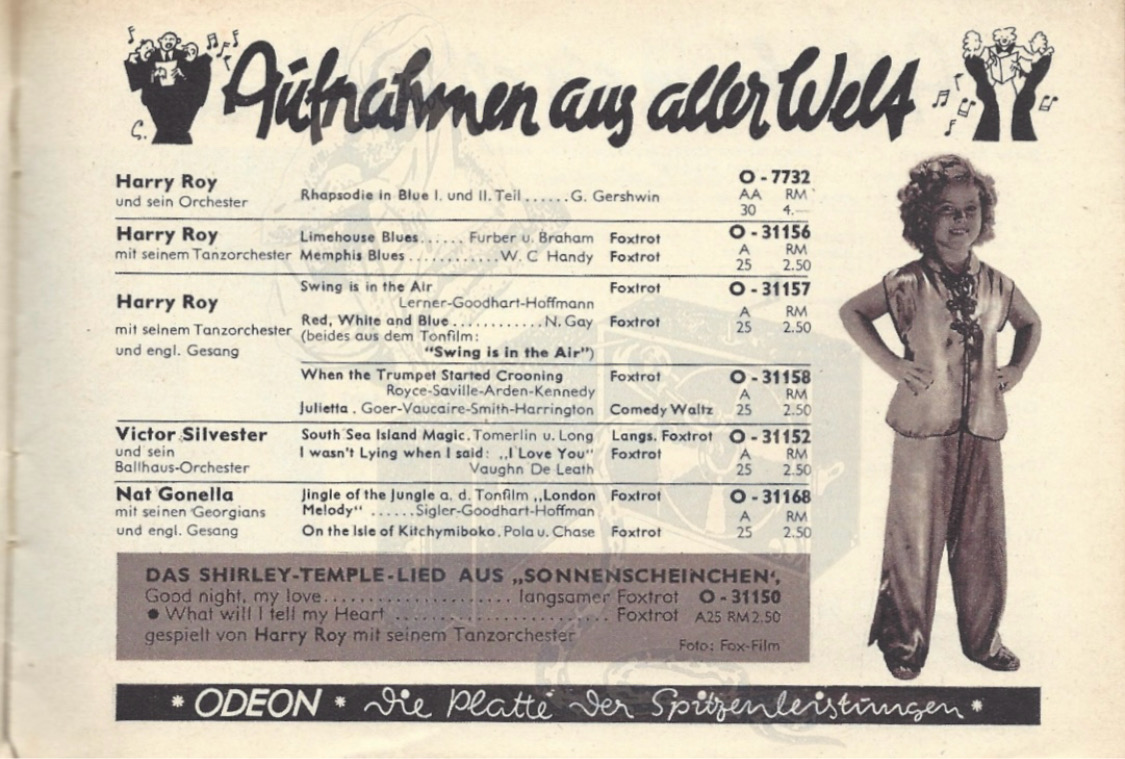 Aufnahmen aus aller Welt
Harry Roy
und sein Orchester
Rhapsodie in Blue I. und II. Teil ...... G. Gershwin
O - 7732
AA RM
30 4.—
Harry Roy
mit seinem Tanzorchester
Limehouse Blues. ..... Furber u. Braham Foxtrot
Memphis Blues ........... W. C Handy Foxtrot
O - 31156
A RM
25 2.50
Harry Roy
mit seinem Tanzorchester
und engl. Gesang
Swing is in the Air Foxtrot
Lerner-Goodhart-Hoffmann
Red, White and Blue ............ N. Gay Foxtrot
(beides aus dem Tonfilm:
"Swing is in the Air")
O - 31157
A RM
25 2.50
When the Trumpet Started Crooning Foxtrot
Royce-Saville-Arden-Kennedy
Julietta . Goer-Vaucaire-Smith-Harrington Comedy Waltz
O - 31158
A RM
25 2.50
Victor Silvester
und sein
Ballhaus-Orchester
South Sea Island Magic. Tomerlin u. Long Langs. Foxtrot
I wasn't Lying when I said: „I Love You" Foxtrot
Vaughn De Leath
O - 31152
A RM
25 2.50
Nat Gonella
mit seinen Georgians
und engl. Gesang
Jingle of the Jungle a. d. Tonfilm „London Foxtrot
Melody" ...... Sigler-Goodhart-Hoffman
On the Isle of Kitchymiboko. Pola u. Chase Foxtrot
O - 31168
A RM
25 2.50
DAS SHIRLEY-TEMPLE-LIED AUS „SONNENSCHEINCHEN‘,
Good night, my love....................... langsamer Foxtrot O - 31150
● What will I tell my Heart .......................... Foxtrot A25 RM 2.50
gespielt von Harry Roy mit seinem Tanzorchester
Foto: Fox-Film
* ODEON * Die Platte der Spitzenleistungen *
G.